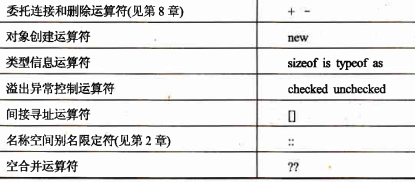 委托连接和删除运算符(见第 8 章) + -
对象创建运算符 new
类型信息运算符 sizeof is typeof as
溢出异常控制运算符 checked unchecked
间接寻址运算符 []
名称空间别名限定符(见第 2 章) ::
空合并运算符 ??